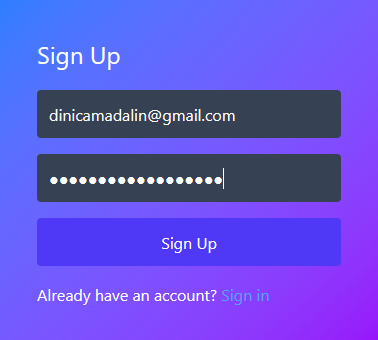 Sign Up
dinicamadalin@gmail.com
••••••••••••••••••
Sign Up
Already have an account? Sign in